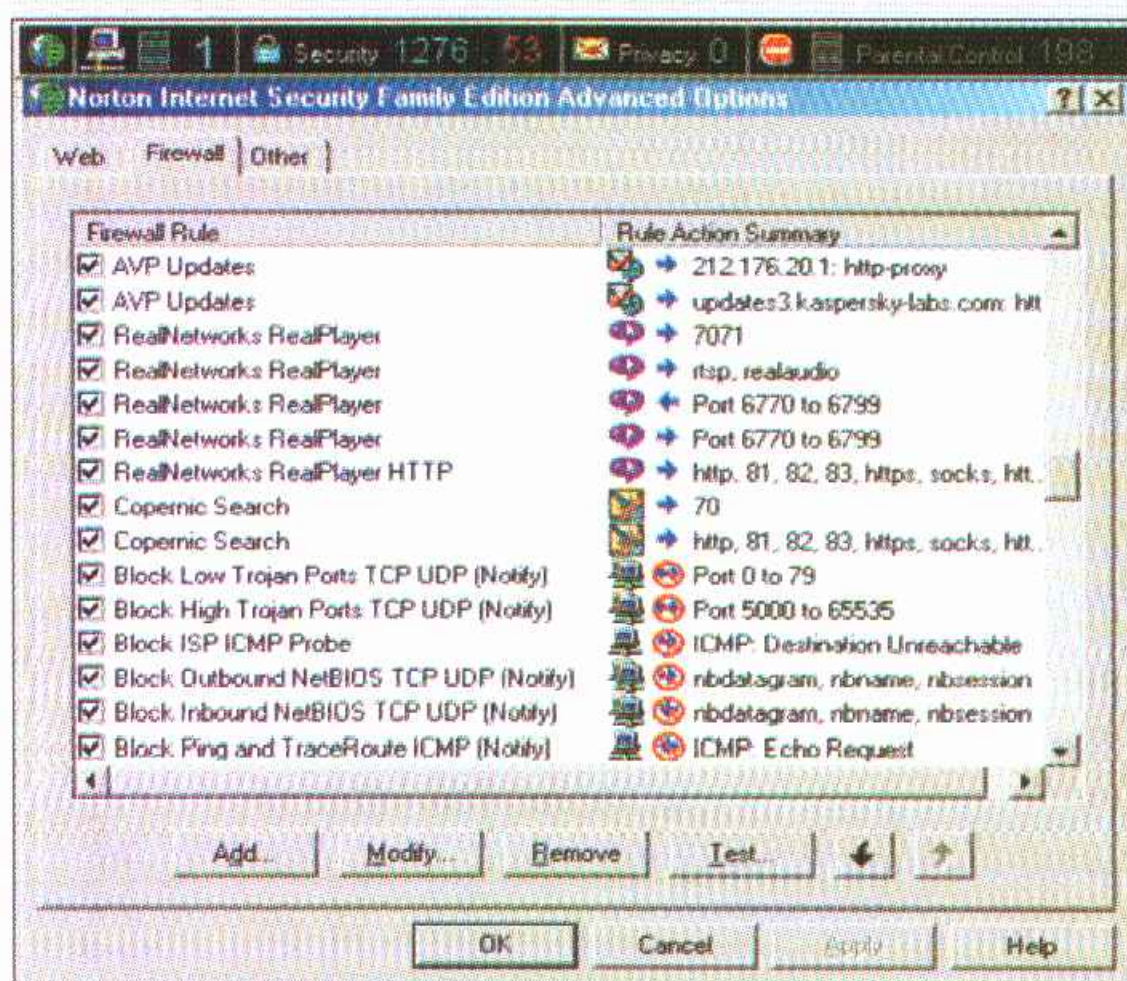 1 Security 1276 53 Privacy 0 Parental Control 198
Norton Internet Security Family Edition Advanced Options
Web Firewall Other
Firewall Rule Rule Action Summary
AVP Updates 212.176.20.1: http-proxy
AVP Updates updates3.kaspersky-labs.com: htt
RealNetworks RealPlayer 7071
RealNetworks RealPlayer rtsp, realaudio
RealNetworks RealPlayer Port 6770 to 6799
RealNetworks RealPlayer Port 6770 to 6799
RealNetworks RealPlayer HTTP http, 81, 82, 83, https, socks, htt...
Copernic Search 70
Copernic Search http, 81, 82, 83, https, socks, htt...
Block Low Trojan Ports TCP UDP (Notify) Port 0 to 79
Block High Trojan Ports TCP UDP (Notify) Port 5000 to 65535
Block ISP ICMP Probe ICMP: Destination Unreachable
Block Outbound NetBIOS TCP UDP (Notify) nbdatagram, nbname, nbsession
Block Inbound NetBIOS TCP UDP (Notify) nbdatagram, nbname, nbsession
Block Ping and TraceRoute ICMP (Notify) ICMP: Echo Request
Add... Modify... Remove Test...
OK Cancel Apply Help